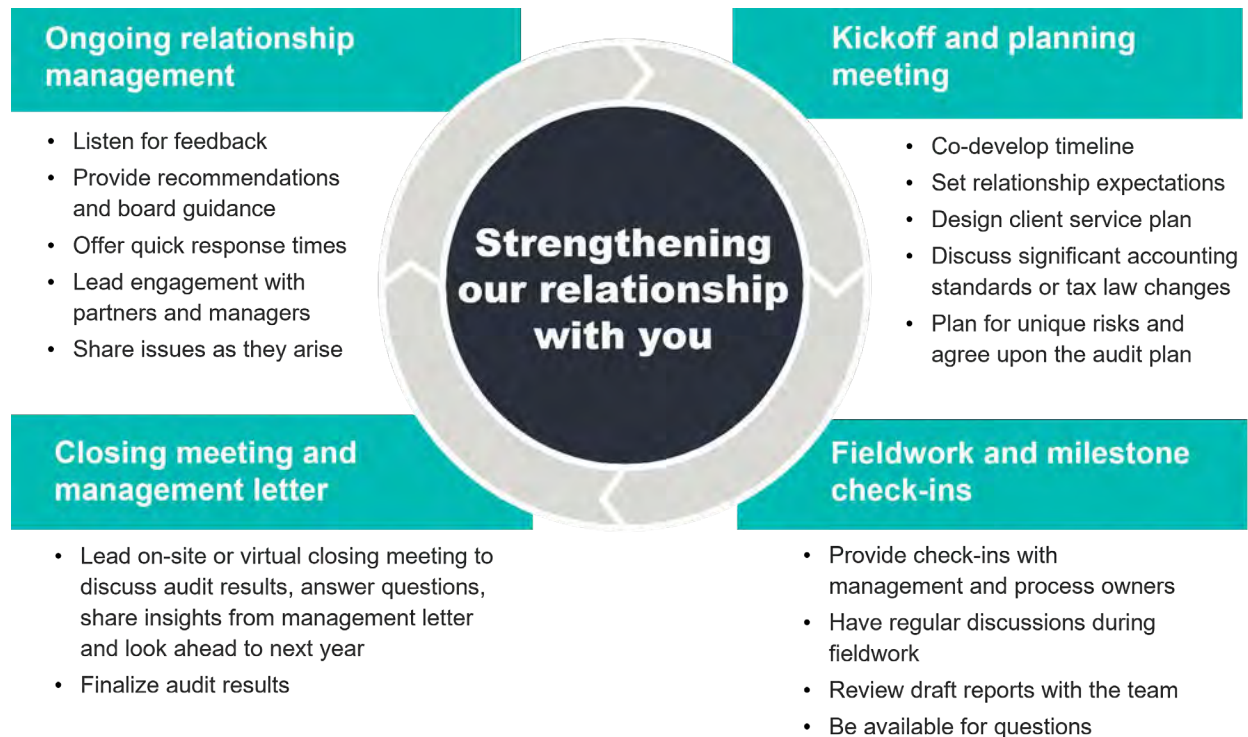 Ongoing relationship
management
• Listen for feedback
• Provide recommendations
and board guidance
• Offer quick response times
• Lead engagement with
partners and managers
• Share issues as they arise
Kickoff and planning
meeting
• Co-develop timeline
• Set relationship expectations
• Design client service plan
• Discuss significant accounting
standards or tax law changes
• Plan for unique risks and
agree upon the audit plan
Strengthening
our relationship
with you
Closing meeting and
management letter
• Lead on-site or virtual closing meeting to
discuss audit results, answer questions,
share insights from management letter
and look ahead to next year
• Finalize audit results
Fieldwork and milestone
check-ins
• Provide check-ins with
management and process owners
• Have regular discussions during
fieldwork
• Review draft reports with the team
• Be available for questions